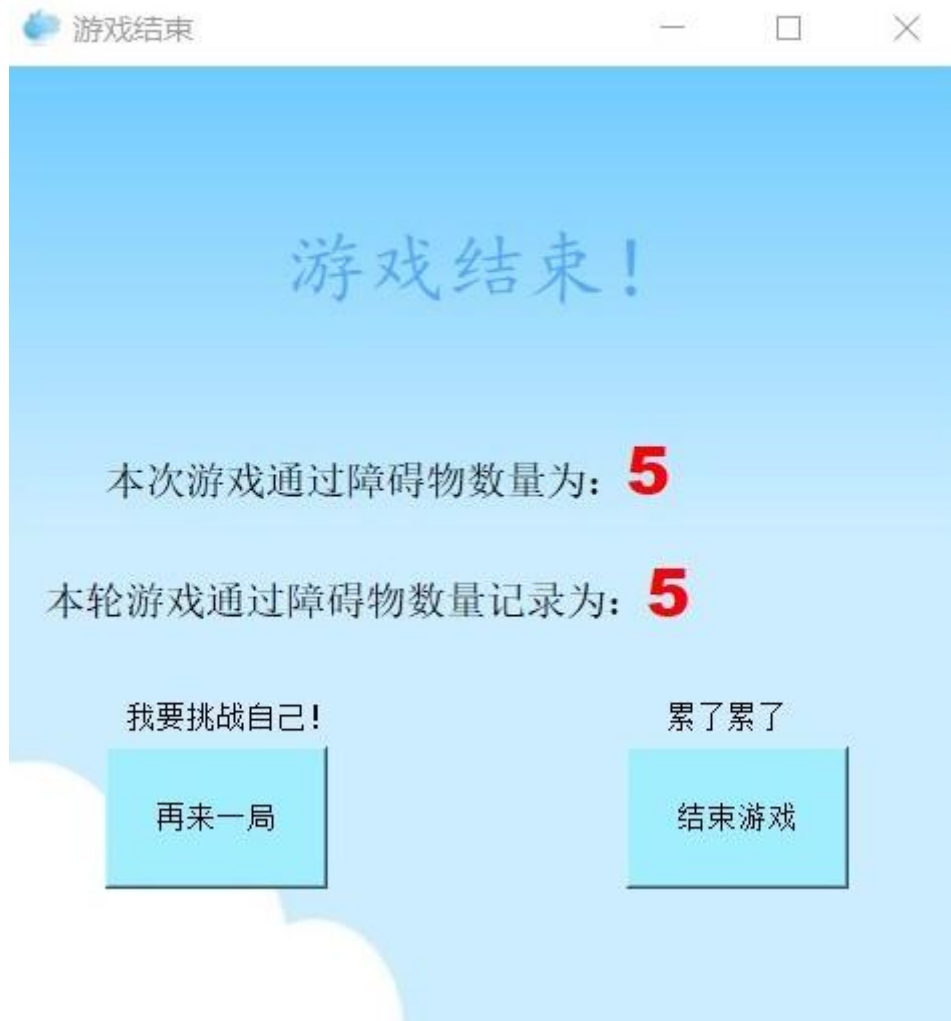 游戏结束
游戏结束！
本次游戏通过障碍物数量为：5
本轮游戏通过障碍物数量记录为：5
我要挑战自己！ 累了累了
再来一局 结束游戏